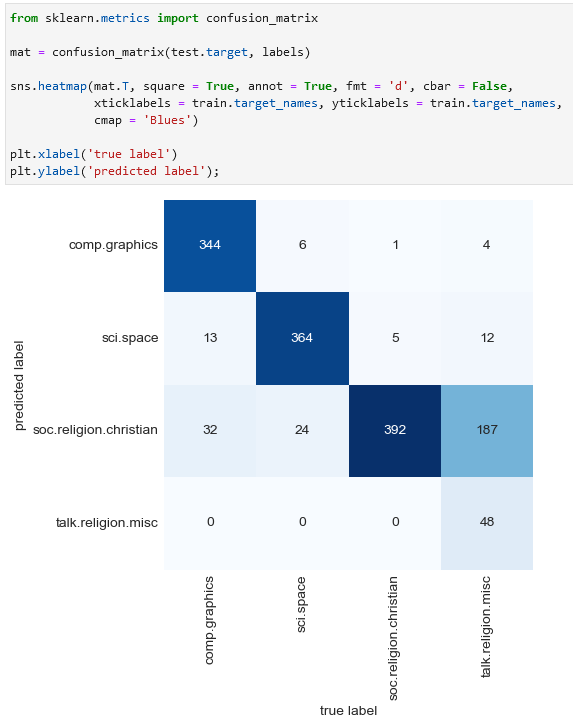 from sklearn.metrics import confusion_matrix
mat = confusion_matrix(test.target, labels)
sns.heatmap(mat.T, square = True, annot = True, fmt = 'd', cbar = False,
xticklabels = train.target_names, yticklabels = train.target_names,
cmap = 'Blues')
plt.xlabel('true label')
plt.ylabel('predicted label');
predicted label
comp.graphics 344 6 1 4
sci.space 13 364 5 12
soc.religion.christian 32 24 392 187
talk.religion.misc 0 0 0 48
comp.graphics
sci.space
soc.religion.christian
talk.religion.misc
true label